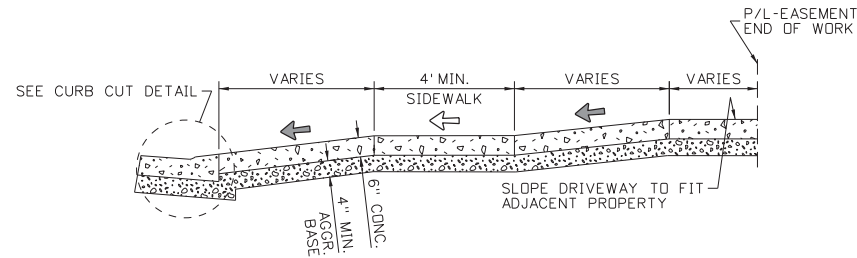 P/L-EASEMENT
END OF WORK
VARIES
4' MIN.
VARIES
VARIES
SIDEWALK
SEE CURB CUT DETAIL
6" CONC.
4" MIN.
AGGR.
BASE
SLOPE DRIVEWAY TO FIT
ADJACENT PROPERTY